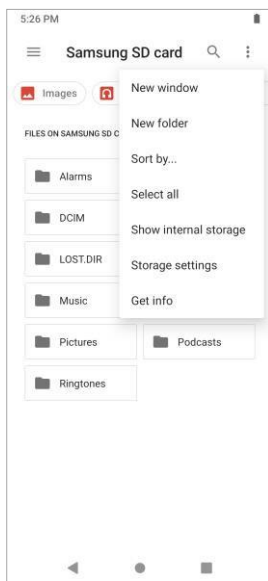 5:26 PM
Samsung SD card
Images
New window
New folder
Sort by...
Select all
Show internal storage
Storage settings
Get info
FILES ON SAMSUNG SD C
Alarms
DCIM
LOST.DIR
Music
Pictures
Podcasts
Ringtones